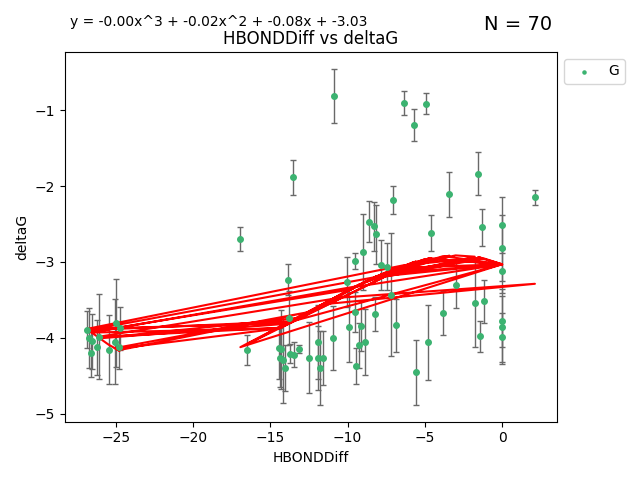 y = -0.00x^3 + -0.02x^2 + -0.08x + -3.03
N = 70
HBONDDiff vs deltaG
G
deltaG
−1
−2
−3
−4
−5
−25
−20
−15
−10
−5
0
HBONDDiff